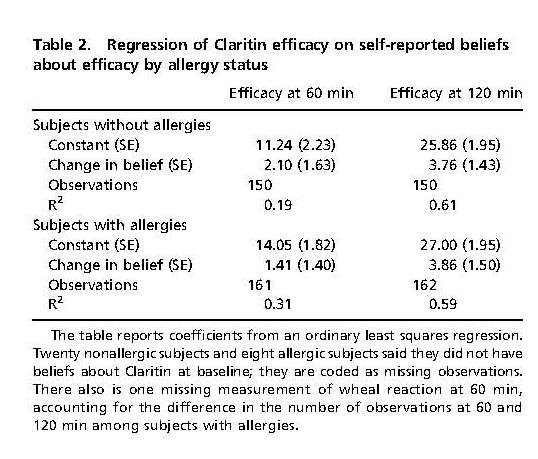 Table 2. Regression of Claritin efficacy on self-reported beliefs
about efficacy by allergy status
Efficacy at 60 min Efficacy at 120 min
Subjects without allergies
Constant (SE) 11.24 (2.23) 25.86 (1.95)
Change in belief (SE) 2.10 (1.63) 3.76 (1.43)
Observations 150 150
R² 0.19 0.61
Subjects with allergies
Constant (SE) 14.05 (1.82) 27.00 (1.95)
Change in belief (SE) 1.41 (1.40) 3.86 (1.50)
Observations 161 162
R² 0.31 0.59
The table reports coefficients from an ordinary least squares regression.
Twenty nonallergic subjects and eight allergic subjects said they did not have
beliefs about Claritin at baseline; they are coded as missing observations.
There also is one missing measurement of wheal reaction at 60 min,
accounting for the difference in the number of observations at 60 and
120 min among subjects with allergies.